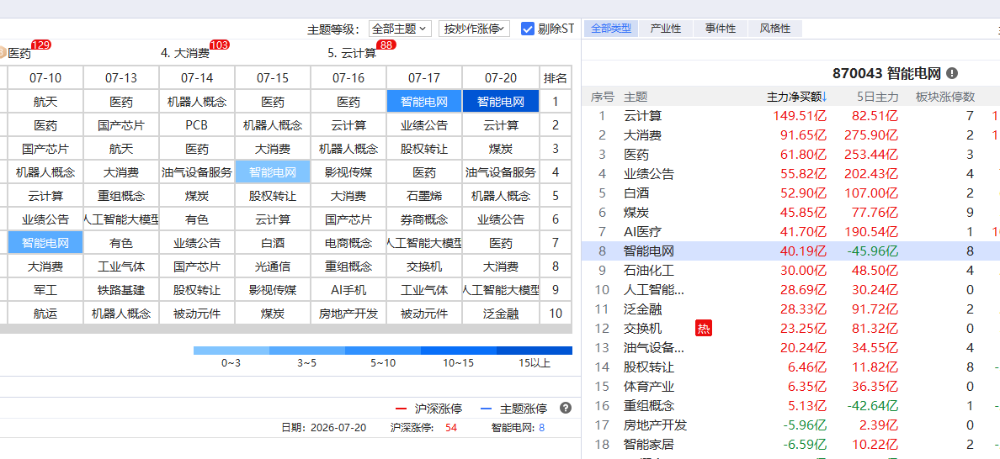 主题等级： 全部主题 按炒作涨停 剔除ST
医药 129 4. 大消费 103 5. 云计算 88
07-10 07-13 07-14 07-15 07-16 07-17 07-20 排名
航天 医药 机器人概念 医药 医药 智能电网 智能电网 1
医药 国产芯片 PCB 机器人概念 云计算 业绩公告 云计算 2
国产芯片 航天 医药 大消费 机器人概念 股权转让 煤炭 3
机器人概念 大消费 油气设备服务 智能电网 影视传媒 医药 油气设备服务 4
云计算 重组概念 煤炭 股权转让 大消费 石墨烯 机器人概念 5
业绩公告 人工智能大模型 有色 云计算 国产芯片 券商概念 业绩公告 6
智能电网 有色 业绩公告 白酒 电商概念 人工智能大模型 医药 7
大消费 工业气体 国产芯片 光通信 重组概念 交换机 大消费 8
军工 铁路基建 股权转让 影视传媒 AI手机 工业气体 人工智能大模型 9
航运 机器人概念 被动元件 煤炭 房地产开发 被动元件 泛金融 10
0~3 3~5 5~10 10~15 15以上
沪深涨停 主题涨停
日期： 2026-07-20 沪深涨停: 54 智能电网: 8
全部类型 产业性 事件性 风格性
870043 智能电网
序号 主题 主力净买额↓ 5日主力 板块涨停数
1 云计算 149.51亿 82.51亿 7
2 大消费 91.65亿 275.90亿 2
3 医药 61.80亿 253.44亿 3
4 业绩公告 55.82亿 202.43亿 4
5 白酒 52.90亿 107.00亿 2
6 煤炭 45.85亿 77.76亿 9
7 AI医疗 41.70亿 190.54亿 1
8 智能电网 40.19亿 -45.96亿 8
9 石油化工 30.00亿 48.50亿 4
10 人工智能... 28.69亿 30.24亿 0
11 泛金融 28.33亿 91.72亿 2
12 交换机 热 23.25亿 81.32亿 0
13 油气设备... 20.24亿 34.55亿 4
14 股权转让 6.46亿 11.82亿 8
15 体育产业 6.35亿 36.35亿 0
16 重组概念 5.13亿 -42.64亿 1
17 房地产开发 -5.96亿 2.39亿 0
18 智能家居 -6.59亿 10.22亿 2